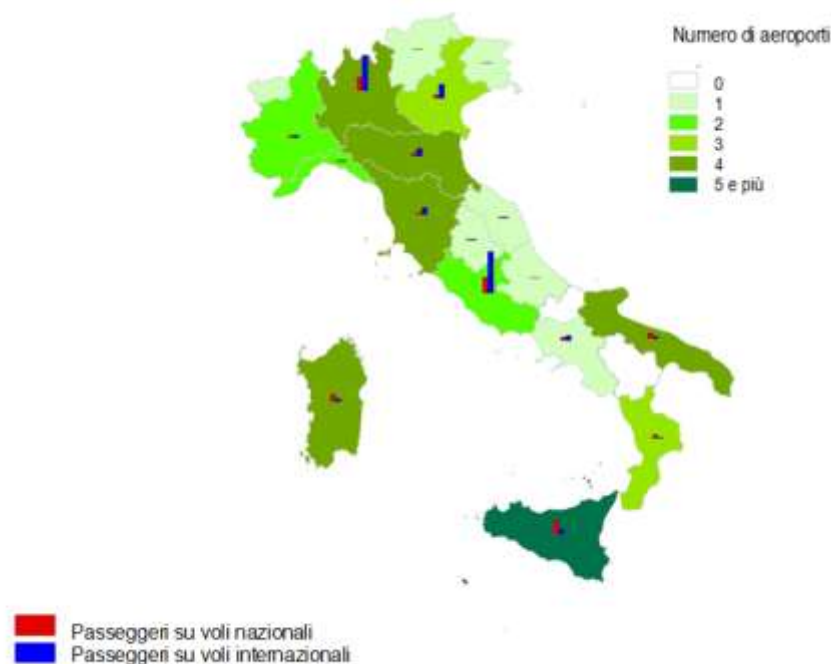 Numero di aeroporti
0
1
2
3
4
5 e più
Passeggeri su voli nazionali
Passeggeri su voli internazionali